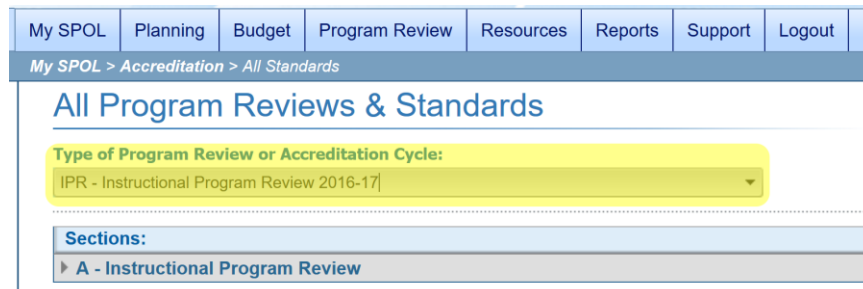 My SPOL Planning Budget Program Review Resources Reports Support Logout
My SPOL > Accreditation > All Standards
All Program Reviews & Standards
Type of Program Review or Accreditation Cycle:
IPR - Instructional Program Review 2016-17
Sections:
A - Instructional Program Review